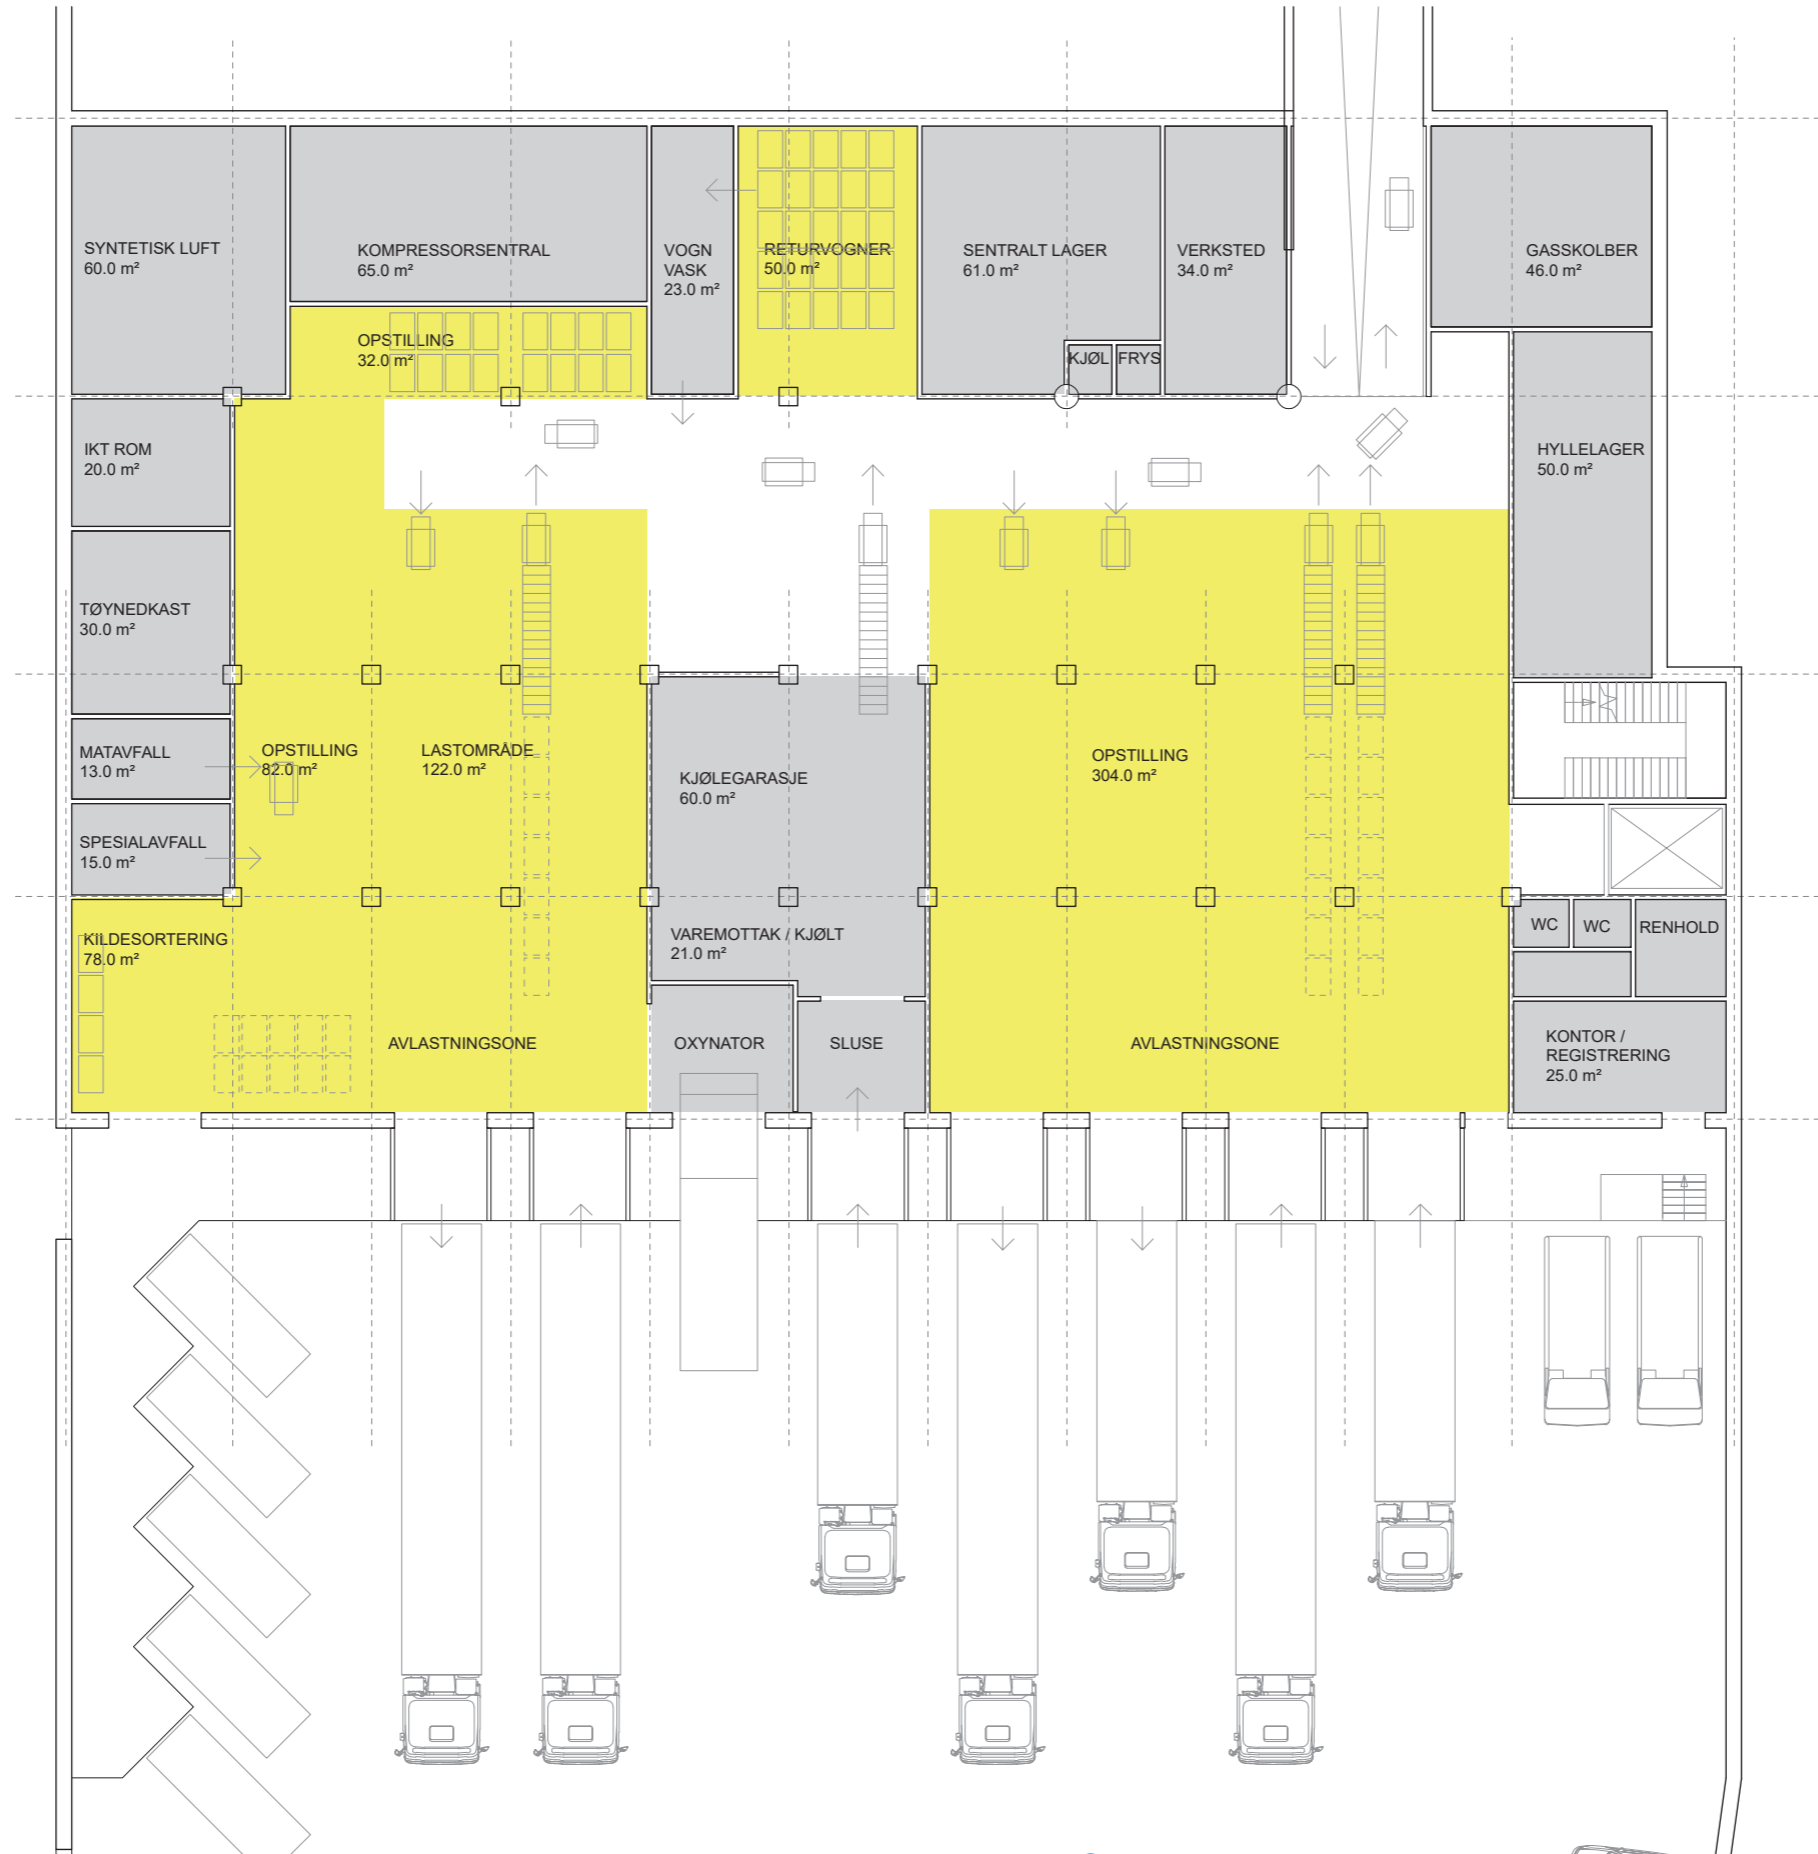 SYNTETISK LUFT
60.0 m²
KOMPRESSORSENTRAL
65.0 m²
VOGN
VASK
23.0 m²
RETURVOGNER
50.0 m²
SENTRALT LAGER
61.0 m²
VERKSTED
34.0 m²
GASSKOLBER
46.0 m²
OPSTILLING
32.0 m²
KJØL
FRYS
IKT ROM
20.0 m²
HYLLELAGER
50.0 m²
TØYNEDKAST
30.0 m²
MATAVFALL
13.0 m²
OPSTILLING
82.0 m²
LASTOMRÅDE
122.0 m²
KJØLEGARASJE
60.0 m²
OPSTILLING
304.0 m²
SPESIALAVFALL
15.0 m²
KILDESORTERING
78.0 m²
VAREMOTTAK / KJØLT
21.0 m²
WC
WC
RENHOLD
AVLASTNINGSONE
OXYNATOR
SLUSE
AVLASTNINGSONE
KONTOR /
REGISTRERING
25.0 m²